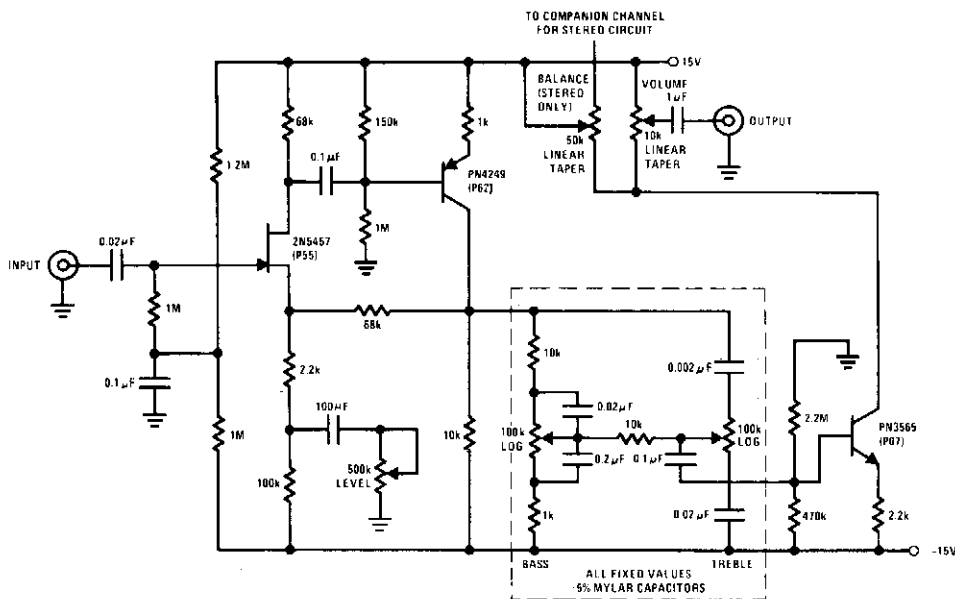 TO COMPANION CHANNEL
FOR STEREO CIRCUIT
15V
BALANCE
(STEREO
ONLY)
VOLUME
1μF
OUTPUT
50k
LINEAR
TAPER
10k
LINEAR
TAPER
68k
150k
1k
1.2M
0.1μF
PN4249
(P62)
1M
2N5457
(P55)
0.02μF
INPUT
1M
0.1μF
68k
2.2k
100μF
10k
1M
100k
500k
LEVEL
10k
0.002μF
0.02μF
100k
LOG
10k
100k
LOG
0.2μF
0.1μF
2.2M
PN3565
(P67)
1k
0.02μF
470k
2.2k
-15V
BASS
TREBLE
ALL FIXED VALUES
5% MYLAR CAPACITORS